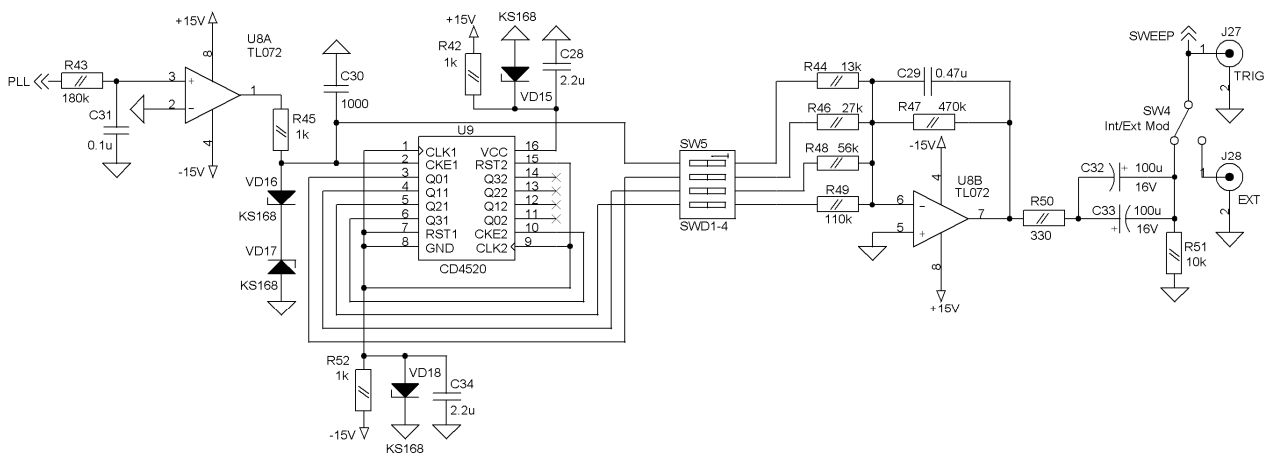 +15V
U8A
TL072
PLL
R43
180k
C31
0.1u
3
2
8
4
1
+
−
-15V
R45
1k
C30
1000
VD16
KS168
VD17
KS168
+15V
R42
1k
KS168
VD15
C28
2.2u
U9
1 CLK1 VCC 16
2 CKE1 RST2 15
3 Q01 Q32 14
4 Q11 Q22 13
5 Q21 Q12 12
6 Q31 Q02 11
7 RST1 CKE2 10
8 GND CLK2 9
CD4520
R52
1k
-15V
VD18
KS168
C34
2.2u
SW5
1
SWD1-4
R44 13k
R46 27k
R48 56k
R49
110k
C29 0.47u
R47 470k
-15V
4
U8B
TL072
6
5
−
+
7
8
+15V
R50
330
C32 + 100u
16V
C33 100u
+ 16V
R51
10k
SWEEP
J27
1
2
TRIG
SW4
Int/Ext Mod
J28
1
2
EXT